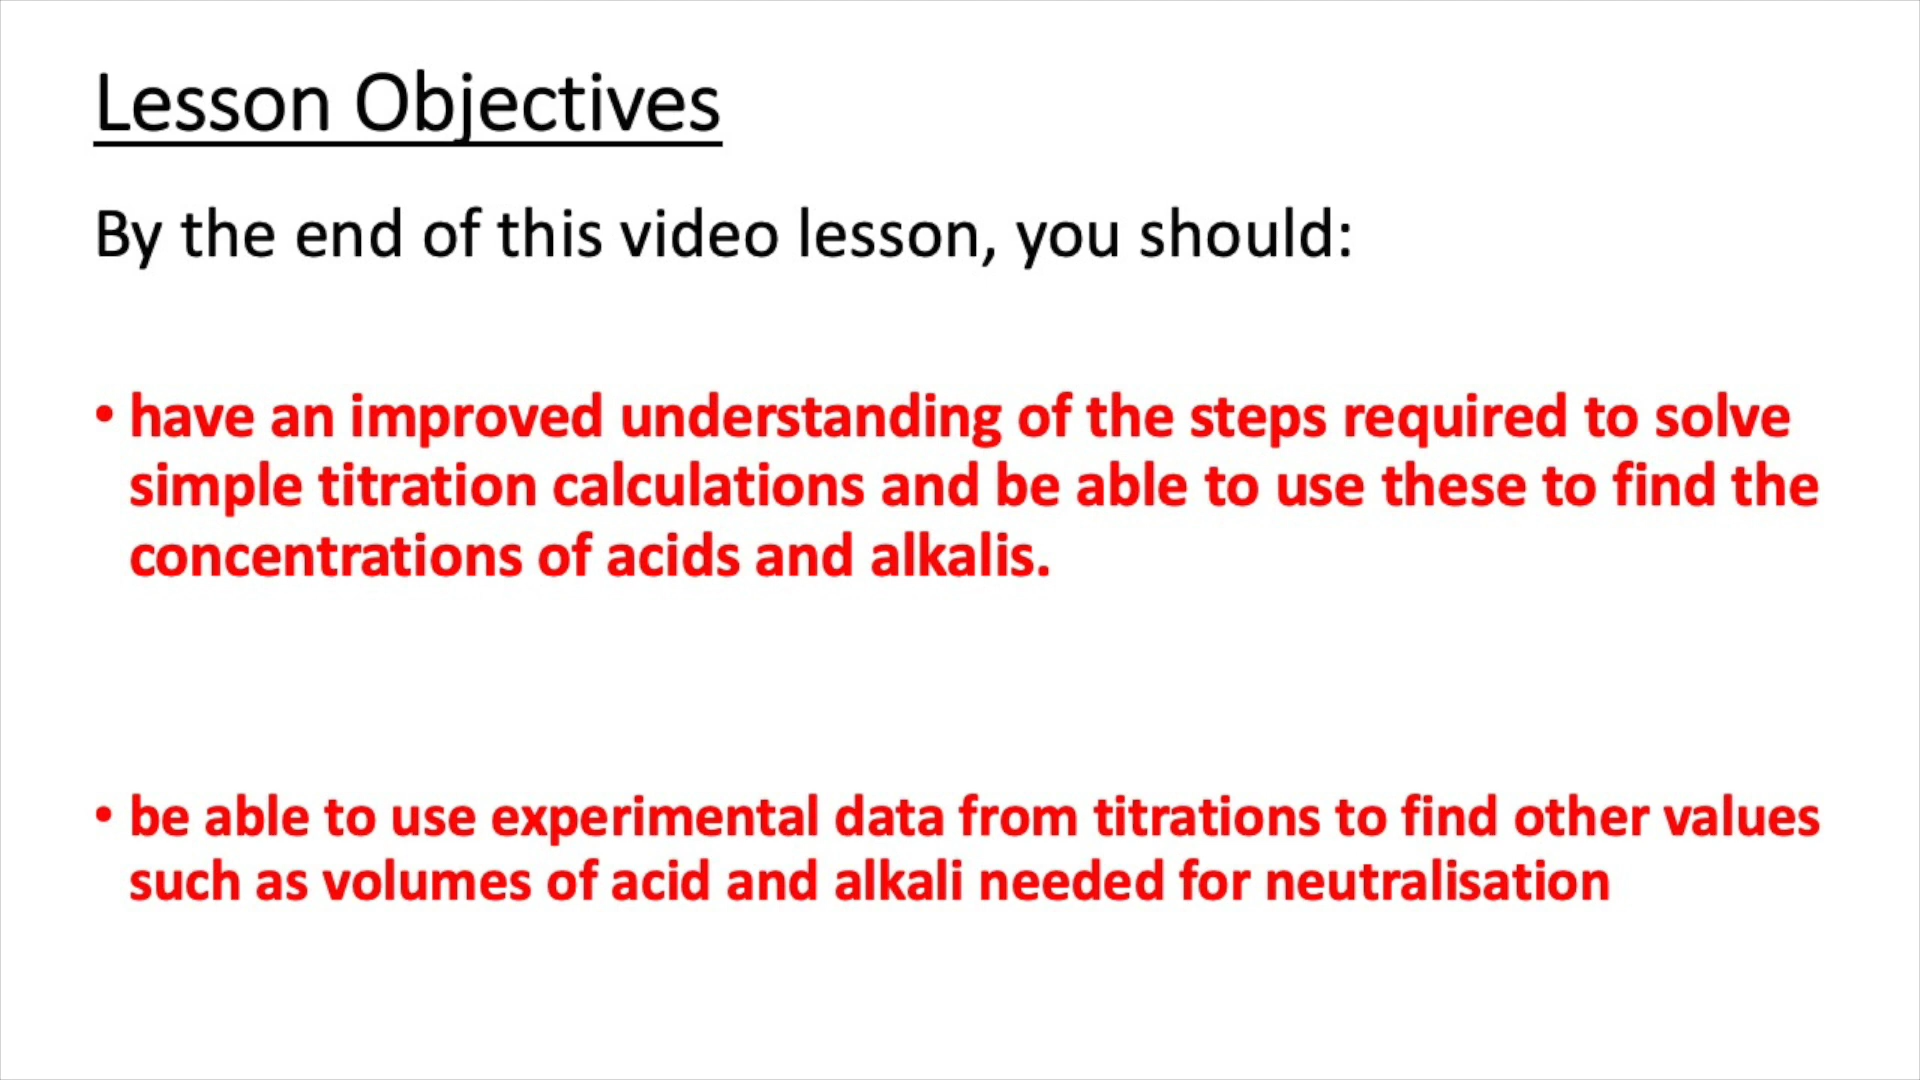 Lesson Objectives
By the end of this video lesson, you should:
• have an improved understanding of the steps required to solve
simple titration calculations and be able to use these to find the
concentrations of acids and alkalis.
• be able to use experimental data from titrations to find other values
such as volumes of acid and alkali needed for neutralisation